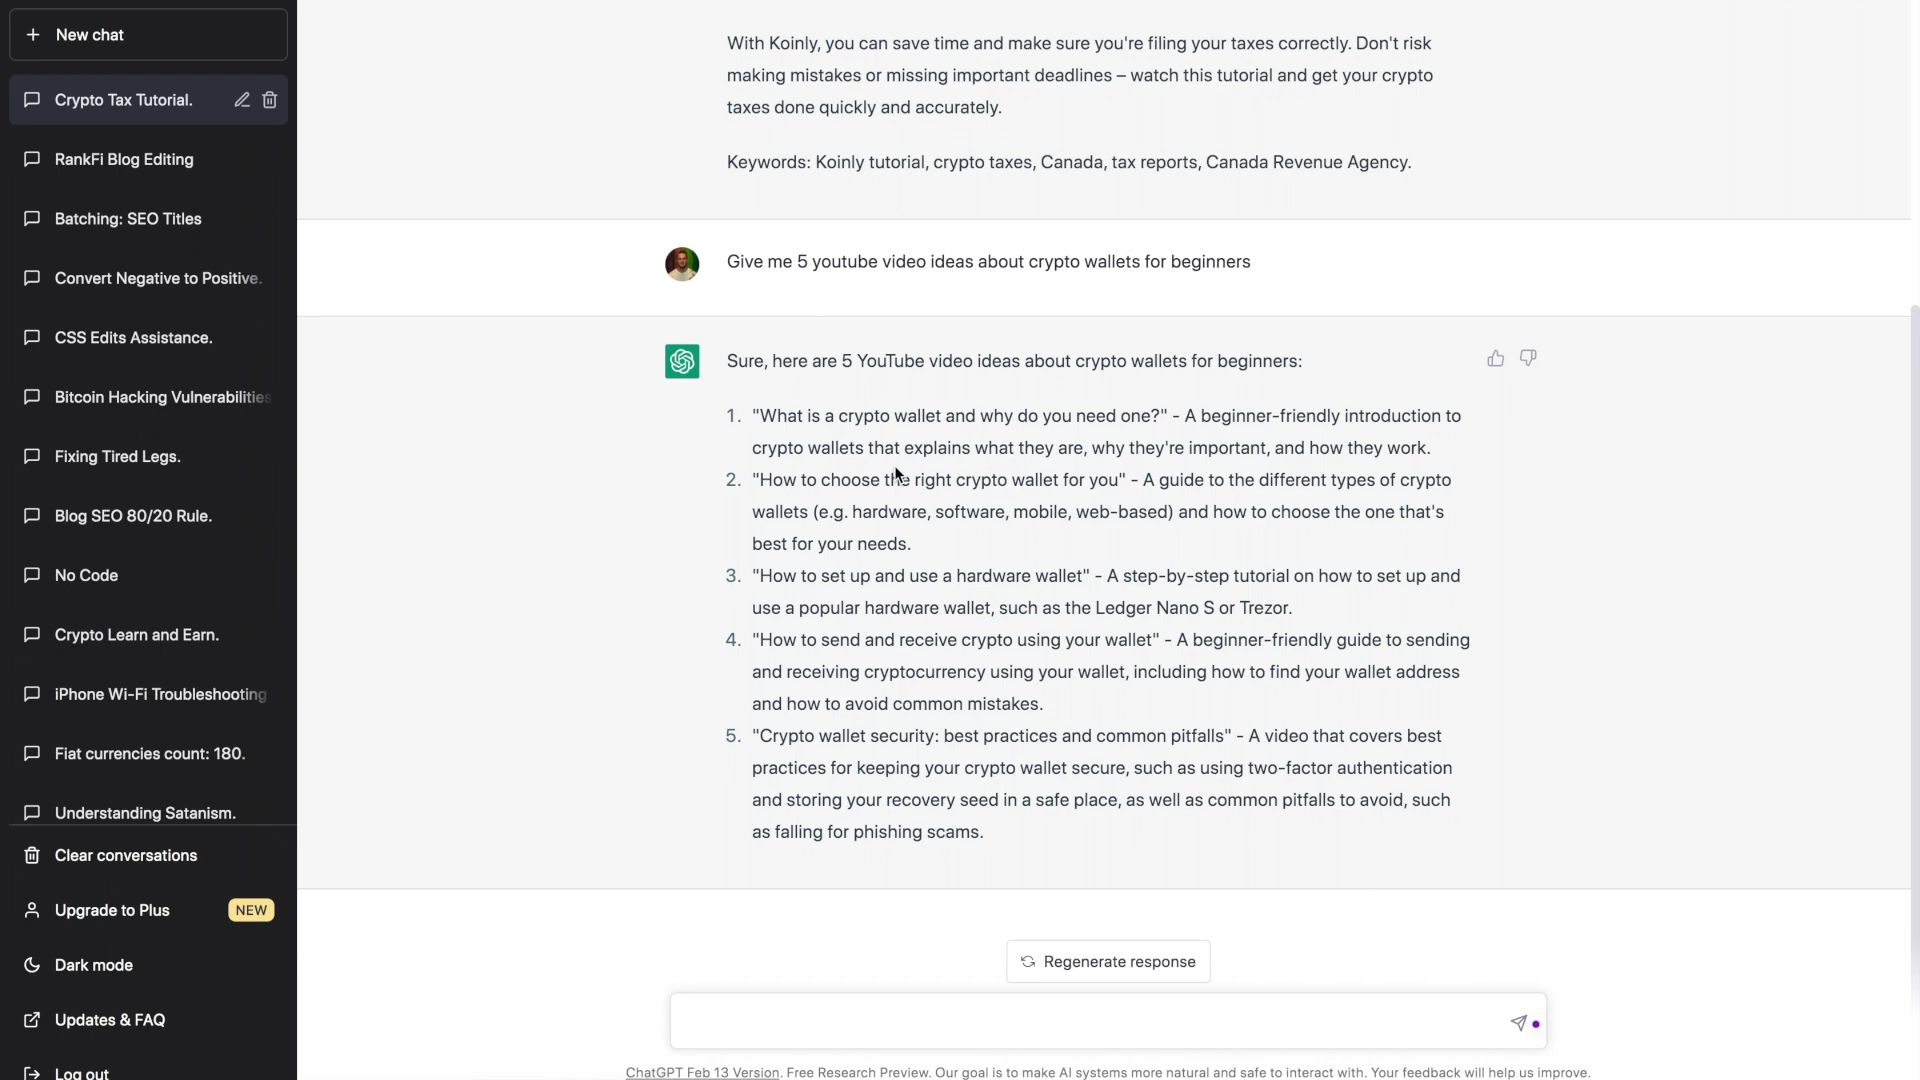 New chat
Crypto Tax Tutorial.
RankFi Blog Editing
Batching: SEO Titles
Convert Negative to Positive.
CSS Edits Assistance.
Bitcoin Hacking Vulnerabilities
Fixing Tired Legs.
Blog SEO 80/20 Rule.
No Code
Crypto Learn and Earn.
iPhone Wi-Fi Troubleshooting
Fiat currencies count: 180.
Understanding Satanism.
Clear conversations
Upgrade to Plus NEW
Dark mode
Updates & FAQ
Log out
With Koinly, you can save time and make sure you're filing your taxes correctly. Don't risk
making mistakes or missing important deadlines – watch this tutorial and get your crypto
taxes done quickly and accurately.
Keywords: Koinly tutorial, crypto taxes, Canada, tax reports, Canada Revenue Agency.
Give me 5 youtube video ideas about crypto wallets for beginners
Sure, here are 5 YouTube video ideas about crypto wallets for beginners:
1. "What is a crypto wallet and why do you need one?" - A beginner-friendly introduction to
crypto wallets that explains what they are, why they're important, and how they work.
2. "How to choose the right crypto wallet for you" - A guide to the different types of crypto
wallets (e.g. hardware, software, mobile, web-based) and how to choose the one that's
best for your needs.
3. "How to set up and use a hardware wallet" - A step-by-step tutorial on how to set up and
use a popular hardware wallet, such as the Ledger Nano S or Trezor.
4. "How to send and receive crypto using your wallet" - A beginner-friendly guide to sending
and receiving cryptocurrency using your wallet, including how to find your wallet address
and how to avoid common mistakes.
5. "Crypto wallet security: best practices and common pitfalls" - A video that covers best
practices for keeping your crypto wallet secure, such as using two-factor authentication
and storing your recovery seed in a safe place, as well as common pitfalls to avoid, such
as falling for phishing scams.
Regenerate response
ChatGPT Feb 13 Version. Free Research Preview. Our goal is to make AI systems more natural and safe to interact with. Your feedback will help us improve.